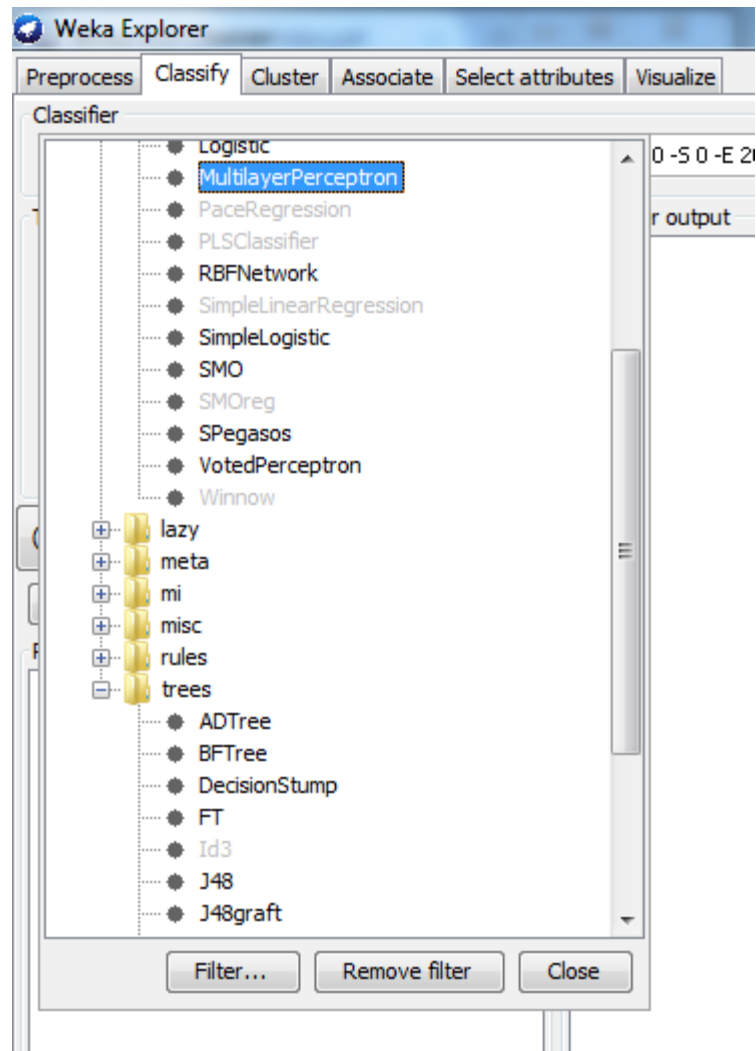 Weka Explorer
Preprocess Classify Cluster Associate Select attributes Visualize
Classifier
Logistic
0 -S 0 -E 20
MultilayerPerceptron
PaceRegression
r output
PLSClassifier
RBFNetwork
SimpleLinearRegression
SimpleLogistic
SMO
SMOreg
SPegasos
VotedPerceptron
Winnow
lazy
meta
mi
misc
rules
trees
ADTree
BFTree
DecisionStump
FT
Id3
J48
J48graft
Filter... Remove filter Close